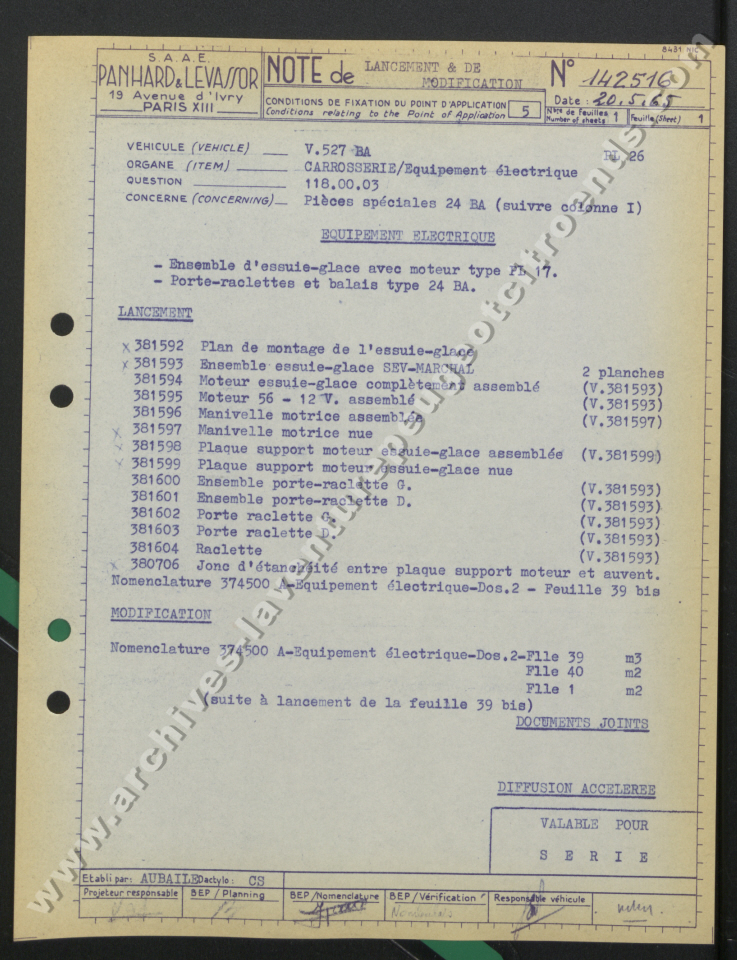 S.A.A.E.
PANHARD & LEVASSOR
19 Avenue d'Ivry
PARIS XIII
NOTE de LANCEMENT & DE
MODIFICATION
N° 142516
Date: 20.5.65
CONDITIONS DE FIXATION DU POINT D'APPLICATION 5
Conditions relating to the Point of Application
Nbre de Feuilles 1
Number of sheets
Feuille (Sheet) 1
VEHICULE (VEHICLE) V.527 BA
PL 26
ORGANE (ITEM) CARROSSERIE/Equipement électrique
QUESTION 118.00.03
CONCERNE (CONCERNING) Pièces spéciales 24 BA (suivre colonne I)
EQUIPEMENT ELECTRIQUE
- Ensemble d'essuie-glace avec moteur type PL 17.
- Porte-raclettes et balais type 24 BA.
LANCEMENT
x 381592 Plan de montage de l'essuie-glace
x 381593 Ensemble essuie-glace SEV-MARCHAL 2 planches
381594 Moteur essuie-glace complètement assemblé (V.381593)
381595 Moteur 56 - 12 V. assemblé (V.381593)
381596 Manivelle motrice assemblée (V.381597)
x 381597 Manivelle motrice nue
x 381598 Plaque support moteur essuie-glace assemblée (V.381599)
x 381599 Plaque support moteur essuie-glace nue
381600 Ensemble porte-raclette G. (V.381593)
381601 Ensemble porte-raclette D. (V.381593)
381602 Porte raclette G. (V.381593)
381603 Porte raclette D. (V.381593)
381604 Raclette (V.381593)
x 380706 Jonc d'étanchéité entre plaque support moteur et auvent.
Nomenclature 374500 A-Equipement électrique-Dos.2 - Feuille 39 bis
MODIFICATION
Nomenclature 374500 A-Equipement électrique-Dos.2-Flle 39 m3
Flle 40 m2
Flle 1 m2
(suite à lancement de la feuille 39 bis)
DOCUMENTS JOINTS
DIFFUSION ACCELEREE
VALABLE POUR
S E R I E
Etabli par: AUBAILE Dactylo: CS
Projeteur responsable
BEP / Planning
BEP / Nomenclature
BEP / Vérification
Responsable véhicule
www.archives-laventurepeugeotcitroends.com